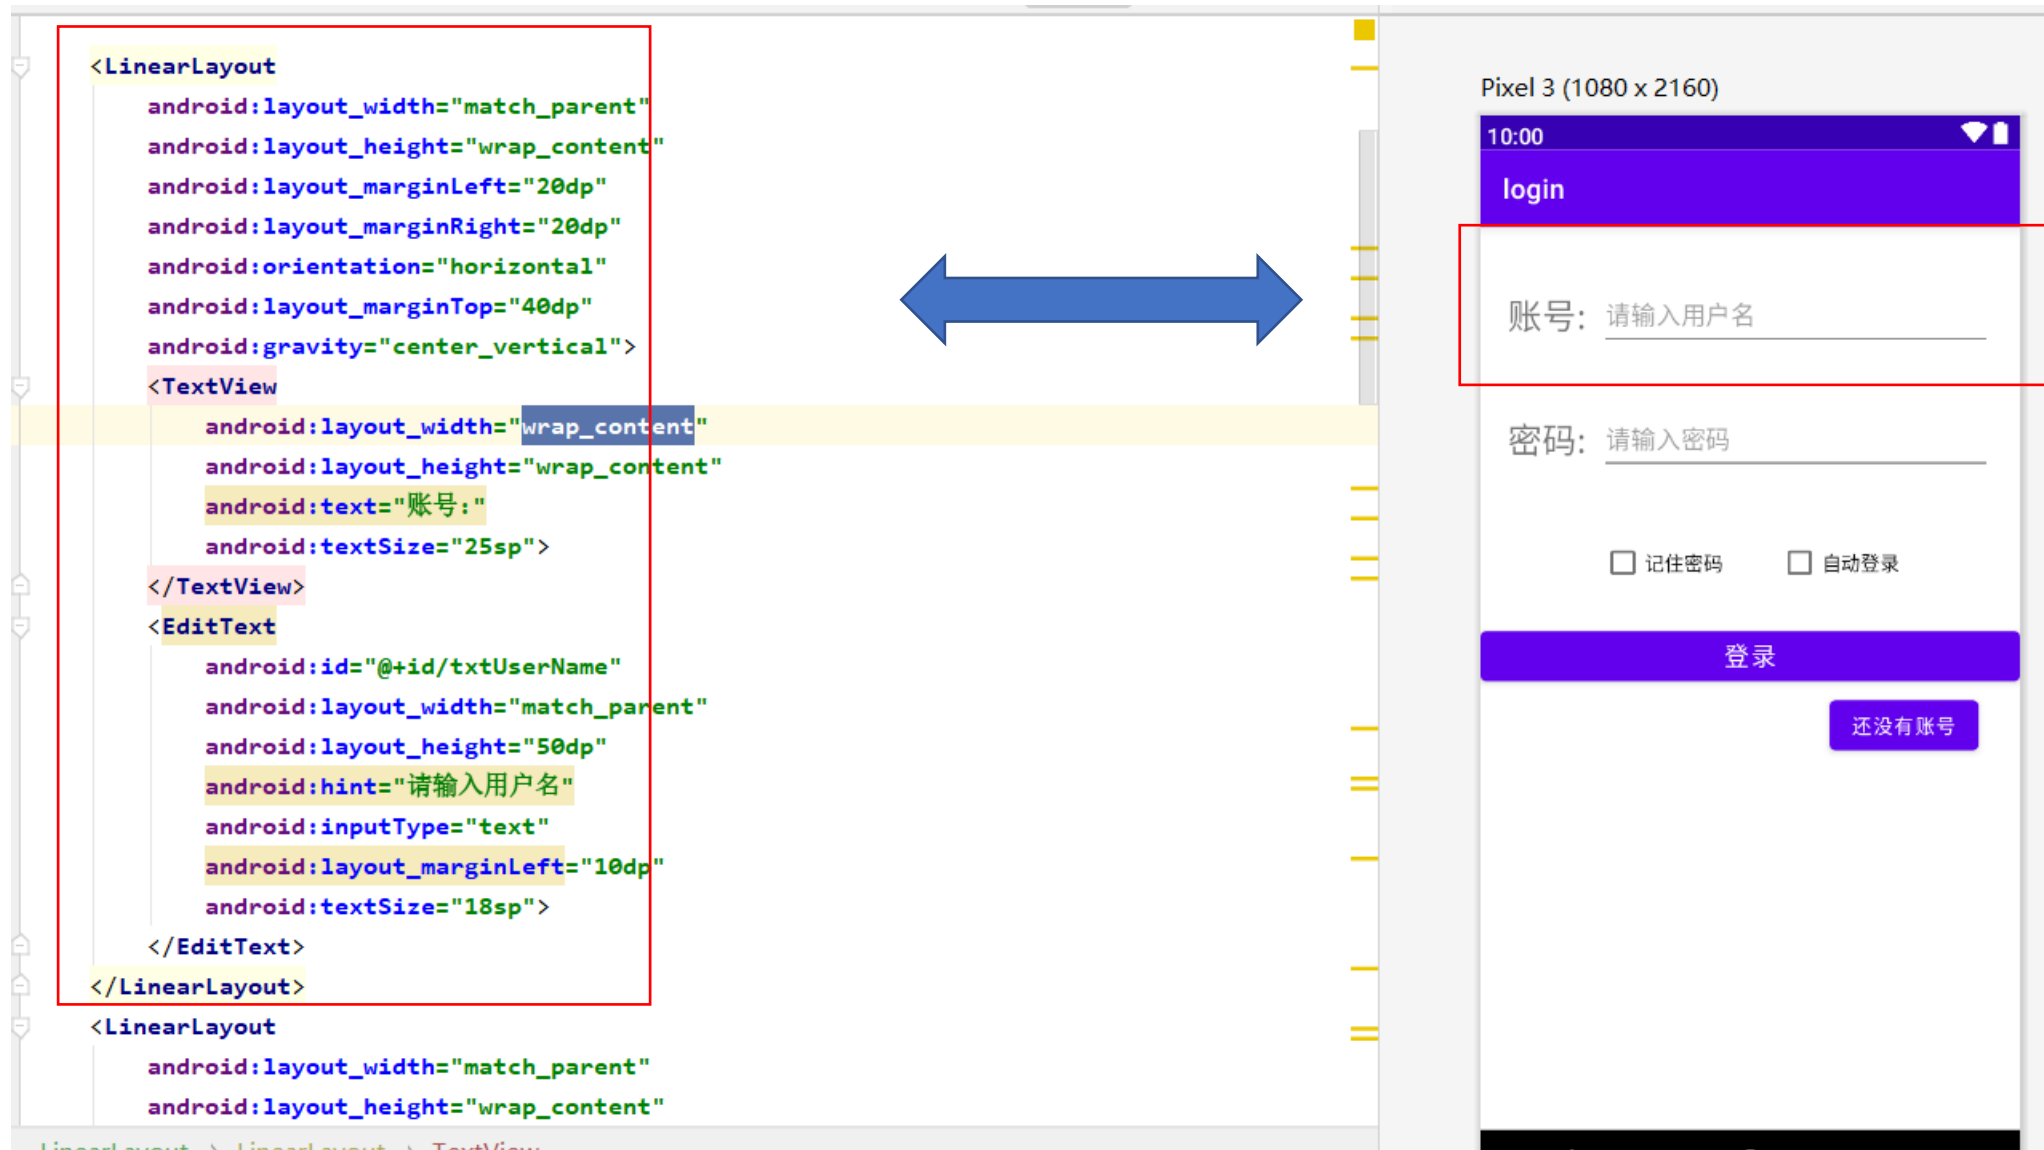 <LinearLayout
android:layout_width="match_parent"
android:layout_height="wrap_content"
android:layout_marginLeft="20dp"
android:layout_marginRight="20dp"
android:orientation="horizontal"
android:layout_marginTop="40dp"
android:gravity="center_vertical">
<TextView
android:layout_width="wrap_content"
android:layout_height="wrap_content"
android:text="账号:"
android:textSize="25sp">
</TextView>
<EditText
android:id="@+id/txtUserName"
android:layout_width="match_parent"
android:layout_height="50dp"
android:hint="请输入用户名"
android:inputType="text"
android:layout_marginLeft="10dp"
android:textSize="18sp">
</EditText>
</LinearLayout>
<LinearLayout
android:layout_width="match_parent"
android:layout_height="wrap_content"
LinearLayout > LinearLayout > TextView
Pixel 3 (1080 x 2160)
10:00
login
账号: 请输入用户名
密码: 请输入密码
记住密码 自动登录
登录
还没有账号